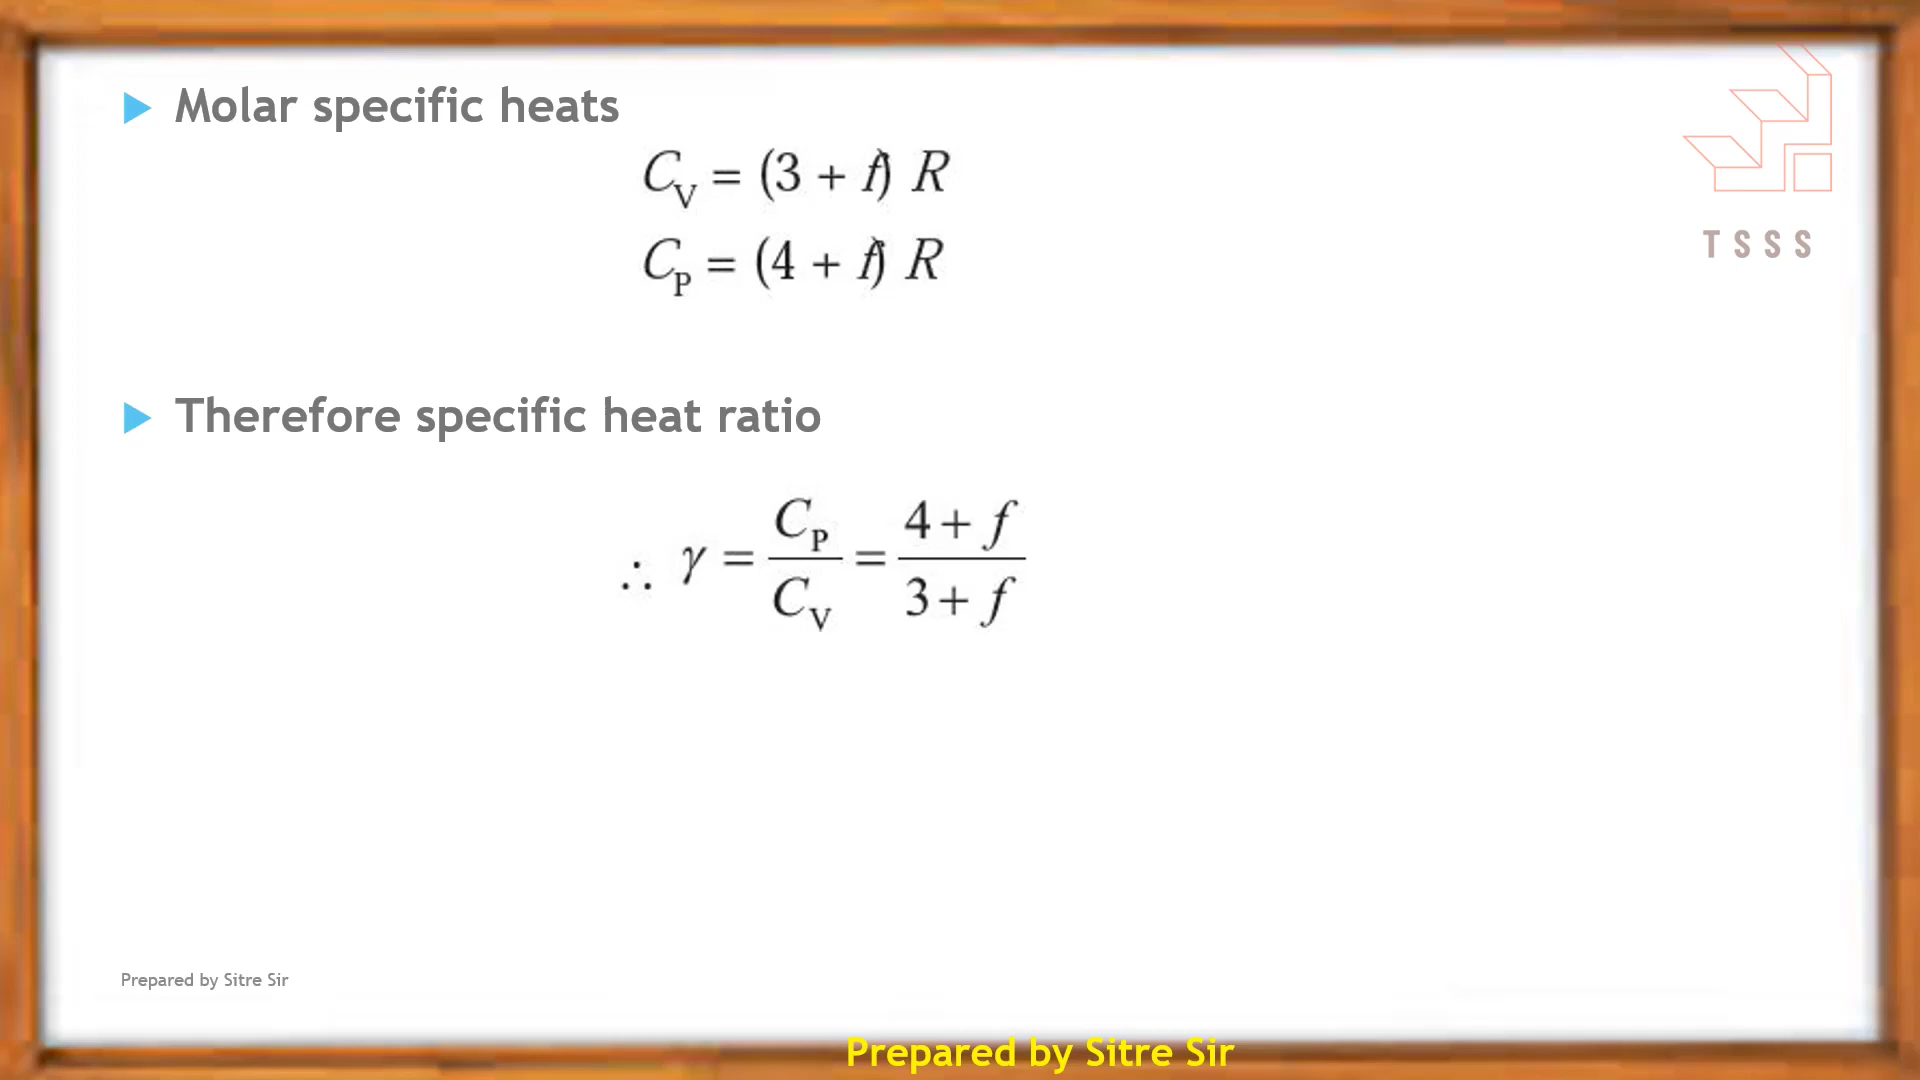 Molar specific heats
TSSS
C_V = (3 + f) R
C_P = (4 + f) R
Therefore specific heat ratio
∴ γ = C_P / C_V = 4 + f / 3 + f
Prepared by Sitre Sir
Prepared by Sitre Sir